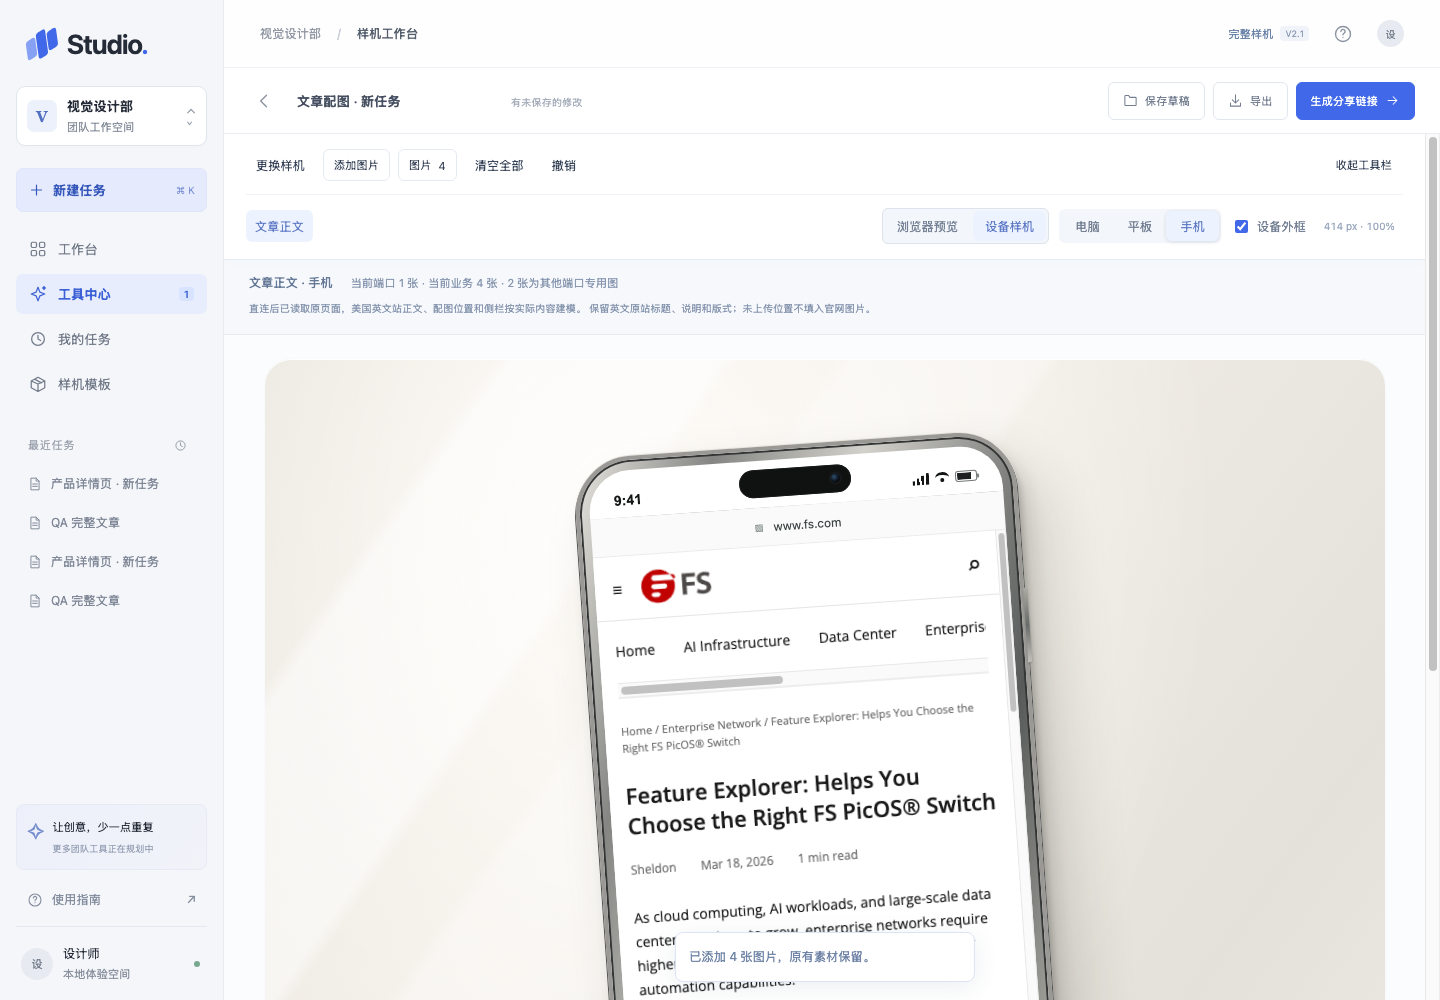 Studio.
视觉设计部 / 样机工作台
完整样机 V2.1
设
V
视觉设计部
团队工作空间
文章配图 · 新任务
有未保存的修改
保存草稿
导出
生成分享链接
新建任务
⌘ K
工作台
工具中心
1
我的任务
样机模板
最近任务
产品详情页 · 新任务
QA 完整文章
产品详情页 · 新任务
QA 完整文章
让创意，少一点重复
更多团队工具正在规划中
使用指南
设
设计师
本地体验空间
更换样机
添加图片
图片 4
清空全部
撤销
收起工具栏
文章正文
浏览器预览
设备样机
电脑
平板
手机
设备外框
414 px · 100%
文章正文 · 手机
当前端口 1 张 · 当前业务 4 张 · 2 张为其他端口专用图
直连后已读取原页面，美国英文站正文、配图位置和侧栏按实际内容建模。 保留英文原站标题、说明和版式；未上传位置不填入官网图片。
9:41
www.fs.com
FS
Home
AI Infrastructure
Data Center
Enterpris
Home / Enterprise Network / Feature Explorer: Helps You Choose the
Right FS PicOS® Switch
Feature Explorer: Helps You
Choose the Right FS PicOS® Switch
Sheldon
Mar 18, 2026
1 min read
As cloud computing, AI workloads, and large-scale data
center grow, enterprise networks require
highe
automation capabilities.
已添加 4 张图片，原有素材保留。